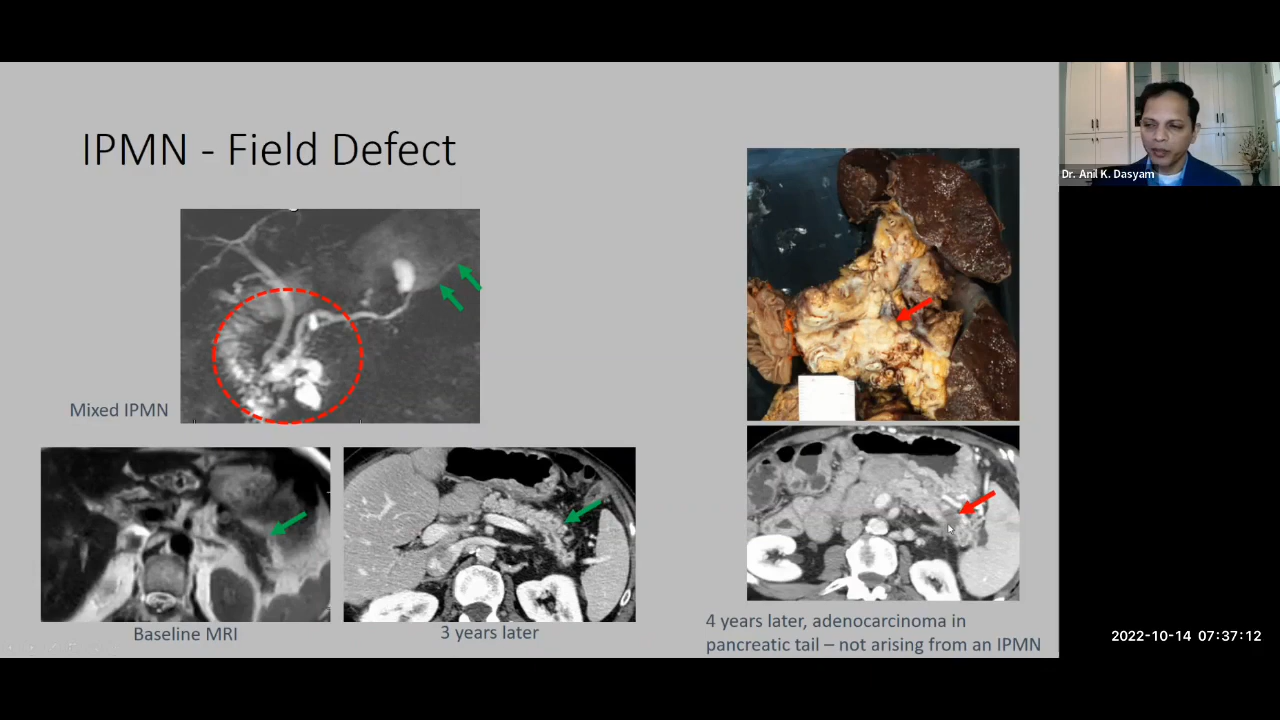 IPMN - Field Defect
Mixed IPMN
Baseline MRI
3 years later
4 years later, adenocarcinoma in
pancreatic tail – not arising from an IPMN
Dr. Anil K. Dasyam
2022-10-14 07:37:12